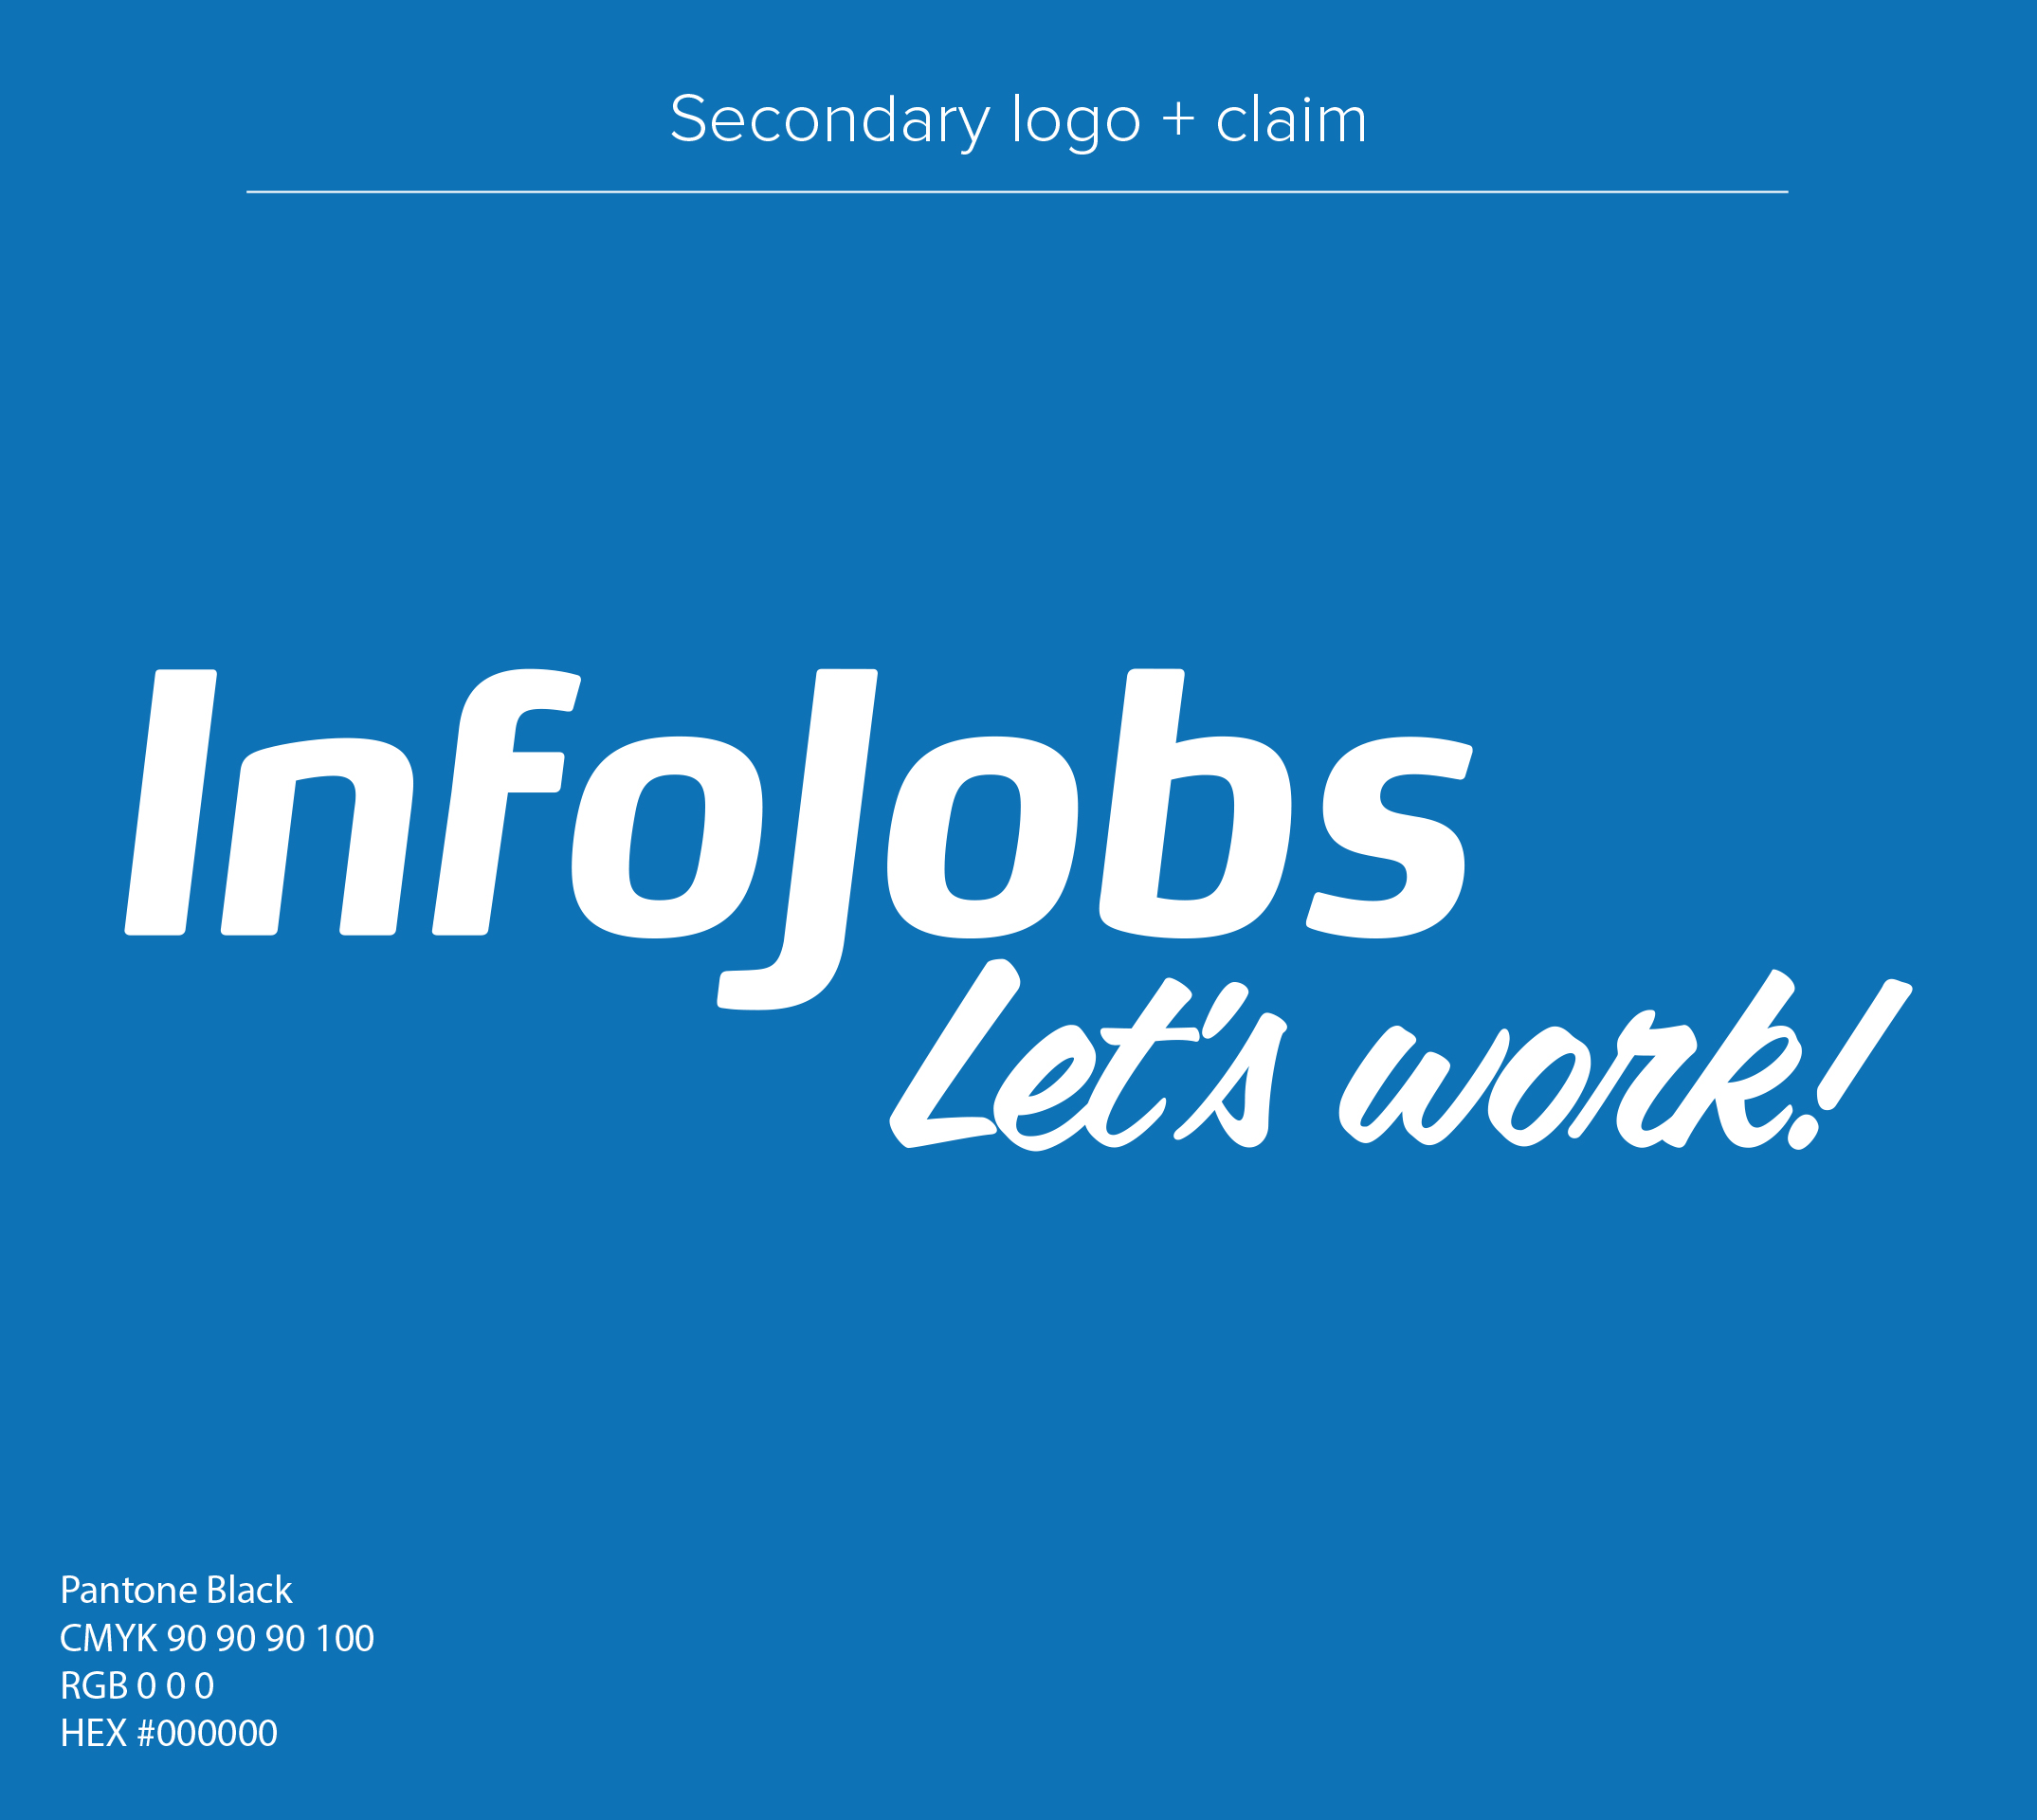 Secondary logo + claim
InfoJobs
Let's work!
Pantone Black
CMYK 90 90 90 100
RGB 0 0 0
HEX #000000